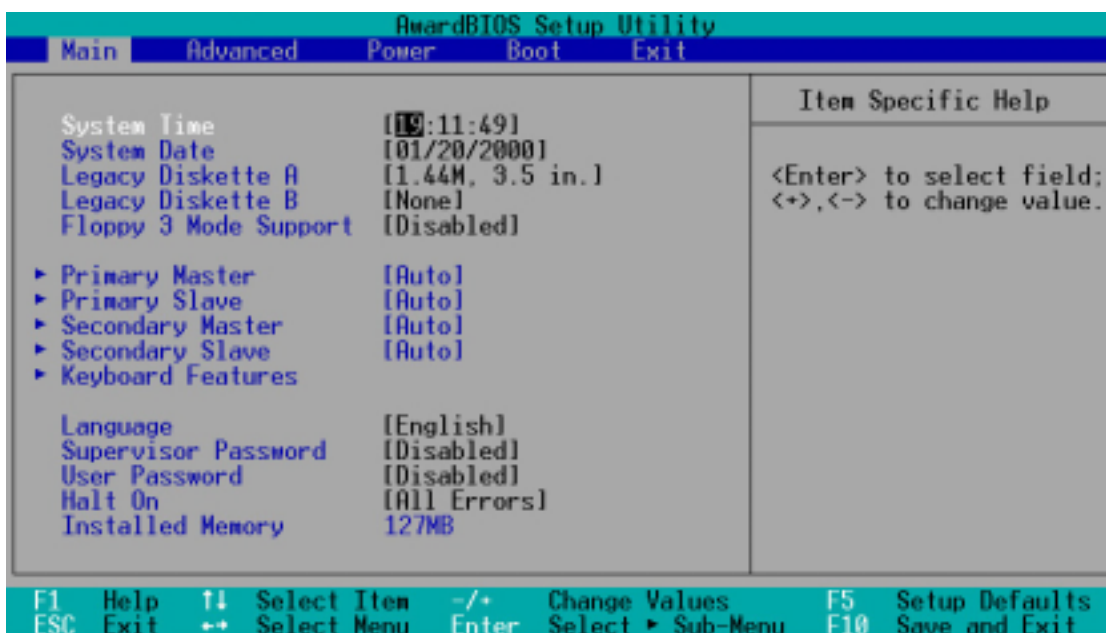 AwardBIOS Setup Utility
Main Advanced Power Boot Exit
Item Specific Help
System Time [19:11:49]
System Date [01/20/2000]
Legacy Diskette A [1.44M, 3.5 in.]
Legacy Diskette B [None]
Floppy 3 Mode Support [Disabled]
<Enter> to select field;
<+>,<-> to change value.
Primary Master [Auto]
Primary Slave [Auto]
Secondary Master [Auto]
Secondary Slave [Auto]
Keyboard Features
Language [English]
Supervisor Password [Disabled]
User Password [Disabled]
Halt On [All Errors]
Installed Memory 127MB
F1 Help ↑↓ Select Item -/+ Change Values F5 Setup Defaults
ESC Exit ←→ Select Menu Enter Select ► Sub-Menu F10 Save and Exit